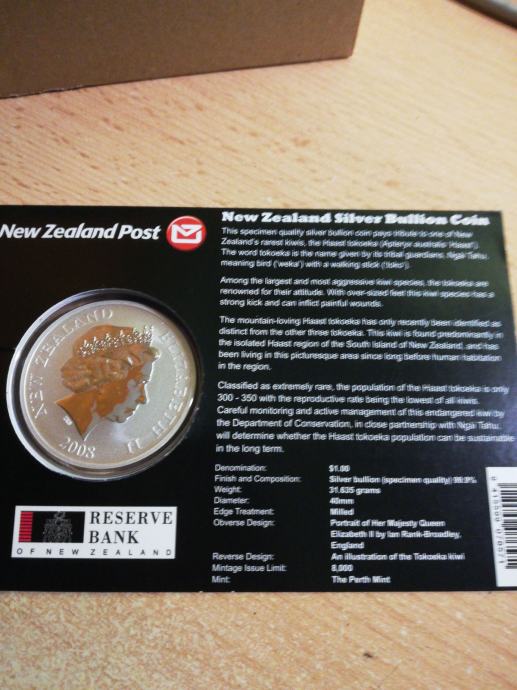 New Zealand Post
New Zealand Silver Bullion Coin
This specimen quality silver bullion coin pays tribute to one of New
Zealand's rarest kiwis, the Haast tokoeka (Apteryx australis 'Haast').
The word tokoeka is the name given by its tribal guardians, Ngai Tahu,
meaning bird ('weka') with a walking stick ('toko').
Among the largest and most aggressive kiwi species, the tokoeka are
renowned for their attitude. With over-sized feet this kiwi species has a
strong kick and can inflict painful wounds.
The mountain-loving Haast tokoeka has only recently been identified as
distinct from the other three tokoeka. This kiwi is found predominantly in
the isolated Haast region of the South Island of New Zealand, and has
been living in this picturesque area since long before human habitation
in the region.
Classified as extremely rare, the population of the Haast tokoeka is only
300 - 350 with the reproductive rate being the lowest of all kiwis.
Careful monitoring and active management of this endangered kiwi by
the Department of Conservation, in close partnership with Ngai Tahu,
will determine whether the Haast tokoeka population can be sustainable
in the long term.
Denomination: $1.00
Finish and Composition: Silver bullion (specimen quality) 99.9%
Weight: 31.635 grams
Diameter: 40mm
Edge Treatment: Milled
Obverse Design: Portrait of Her Majesty Queen
Elizabeth II by Ian Rank-Broadley,
England
Reverse Design: An illustration of the Tokoeka kiwi
Mintage Issue Limit: 8,000
Mint: The Perth Mint
NEW ZEALAND ELIZABETH II
2008
RESERVE
BANK
OF NEW ZEALAND